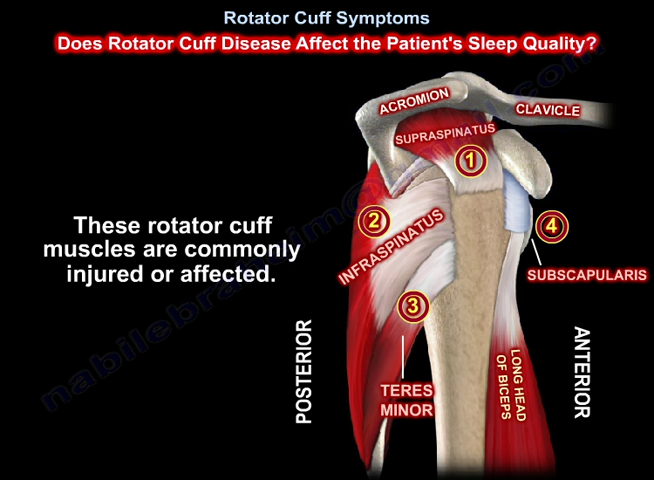 Rotator Cuff Symptoms
Does Rotator Cuff Disease Affect the Patient's Sleep Quality?
ACROMION
CLAVICLE
SUPRASPINATUS
1
These rotator cuff
muscles are commonly
injured or affected.
2
INFRASPINATUS
4
SUBSCAPULARIS
3
POSTERIOR
TERES
MINOR
LONG HEAD
OF BICEPS
ANTERIOR